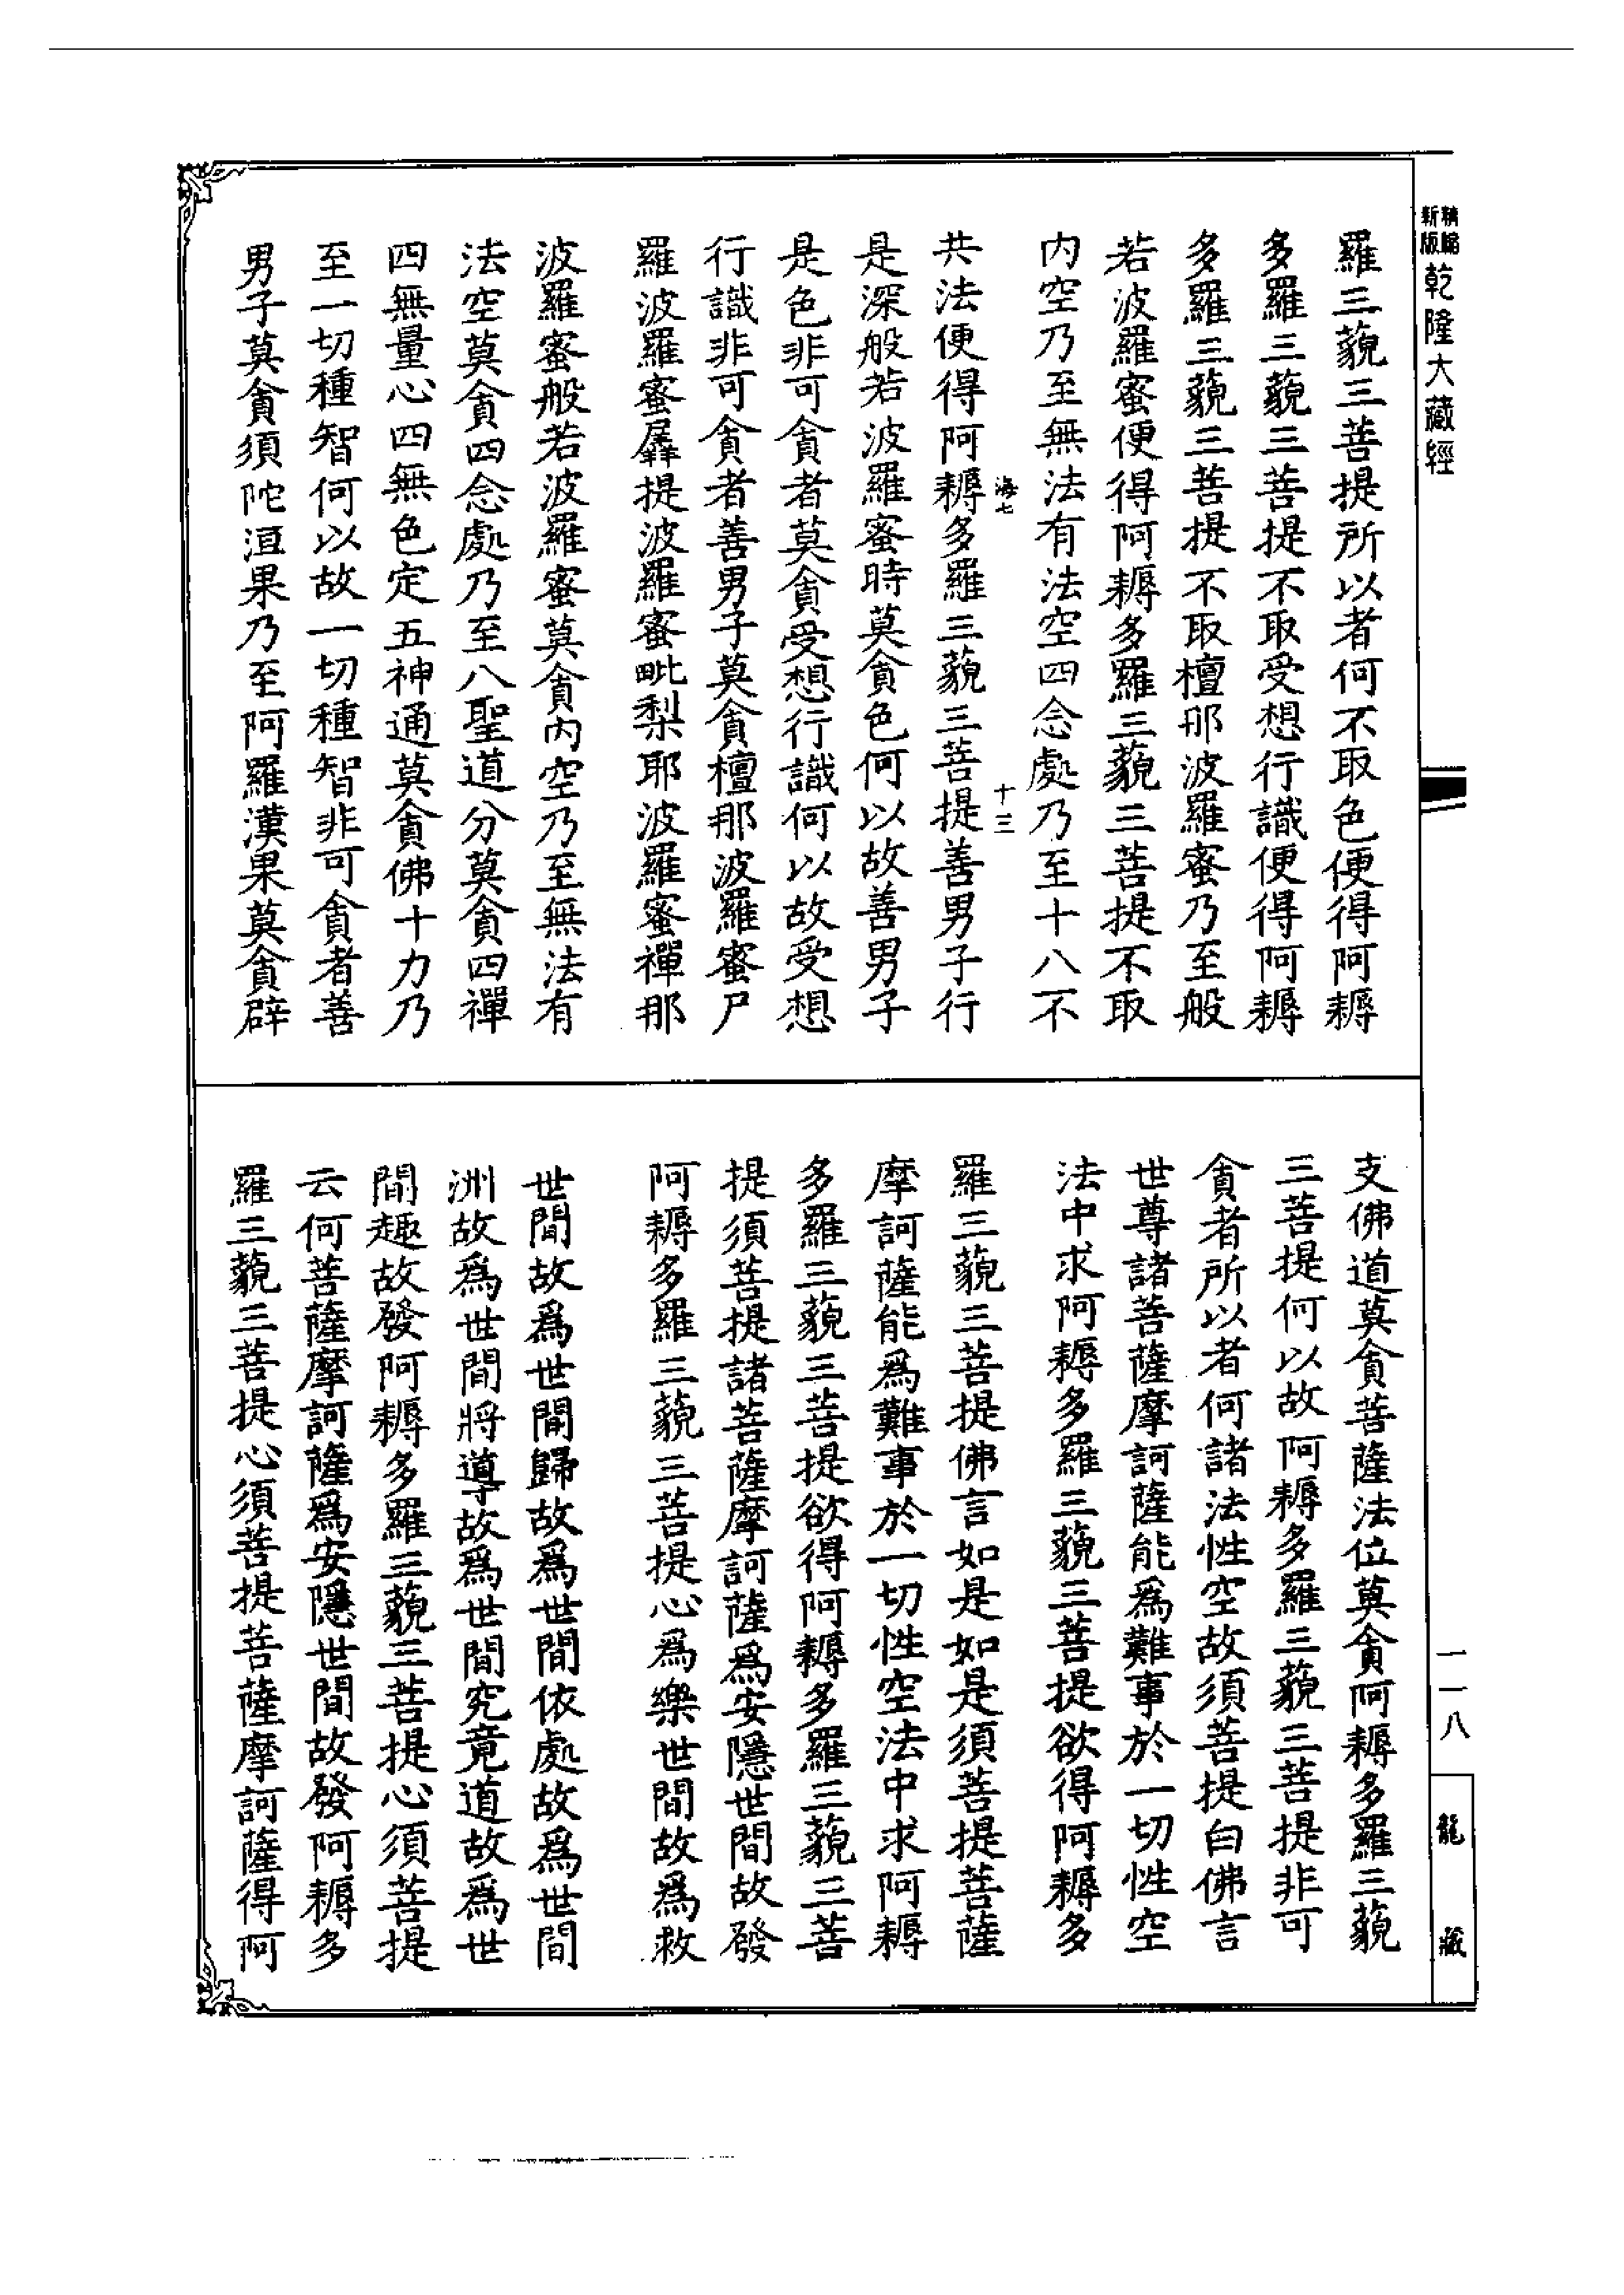 新版
精縮
乾隆大藏經
羅三藐三菩提所以者何不取色便得阿耨
多羅三藐三菩提不取受想行識便得阿耨
多羅三藐三菩提不取檀那波羅蜜乃至般
若波羅蜜便得阿耨多羅三藐三菩提不取
内空乃至無法有法空四念處乃至十八不
海七
十三
共法便得阿耨多羅三藐三菩提善男子行
是深般若波羅蜜時莫貪色何以故善男子
是色非可貪者莫貪受想行識何以故受想
行識非可貪者善男子莫貪檀那波羅蜜尸
羅波羅蜜羼提波羅蜜毗梨耶波羅蜜禪那
波羅蜜般若波羅蜜莫貪内空乃至無法有
法空莫貪四念處乃至八聖道分莫貪四禪
四無量心四無色定五神通莫貪佛十力乃
至一切種智何以故一切種智非可貪者善
男子莫貪須陀洹果乃至阿羅漢果莫貪辟
支佛道莫貪菩薩法位莫貪阿耨多羅三藐
三菩提何以故阿耨多羅三藐三菩提非可
貪者所以者何諸法性空故須菩提白佛言
世尊諸菩薩摩訶薩能爲難事於一切性空
法中求阿耨多羅三藐三菩提欲得阿耨多
羅三藐三菩提佛言如是如是須菩提菩薩
摩訶薩能爲難事於一切性空法中求阿耨
多羅三藐三菩提欲得阿耨多羅三藐三菩
提須菩提諸菩薩摩訶薩爲安隱世間故發
阿耨多羅三藐三菩提心爲樂世間故爲救
世間故爲世間歸故爲世間依處故爲世間
洲故爲世間將導故爲世間究竟道故爲世
間趣故發阿耨多羅三藐三菩提心須菩提
云何菩薩摩訶薩爲安隱世間故發阿耨多
羅三藐三菩提心須菩提菩薩摩訶薩得阿
一一八
龍藏